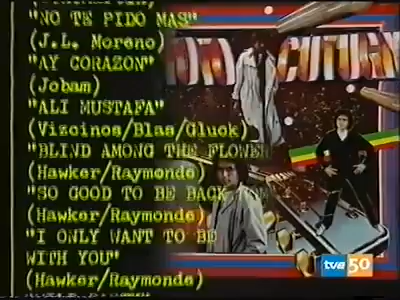 "NO TE PIDO MAS"
(J.L. Moreno)
"AY CORAZON"
(Jobam)
"ALI MUSTAFA"
(Vizoinos/Blas/Gluck)
"BLIND AMONG THE FLOWER
(Hawker/Raymonde)
"SO GOOD TO BE BACK
(Hawker/Raymonde)
"I ONLY WANT TO BE
WITH YOU"
(Hawker/Raymonde)
tve 50